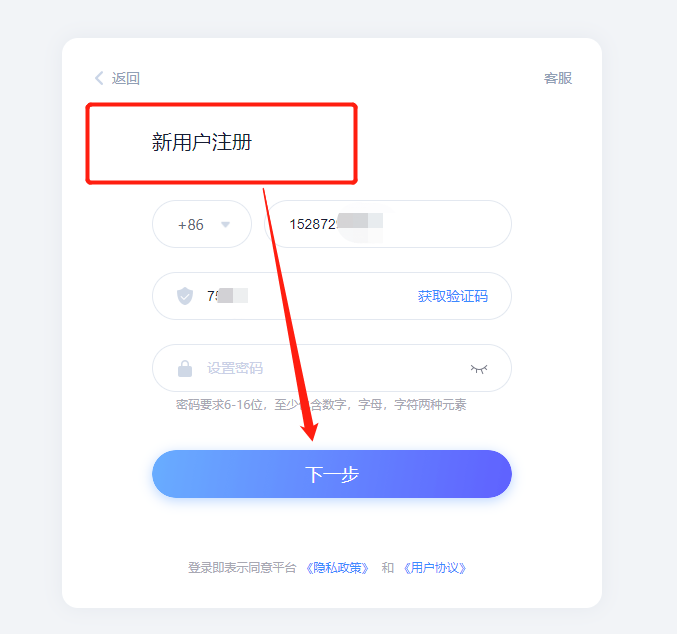 返回 客服
新用户注册
+86 152872
7 获取验证码
设置密码
密码要求6-16位，至少 含数字，字母，字符两种元素
下一步
登录即表示同意平台 《隐私政策》 和 《用户协议》